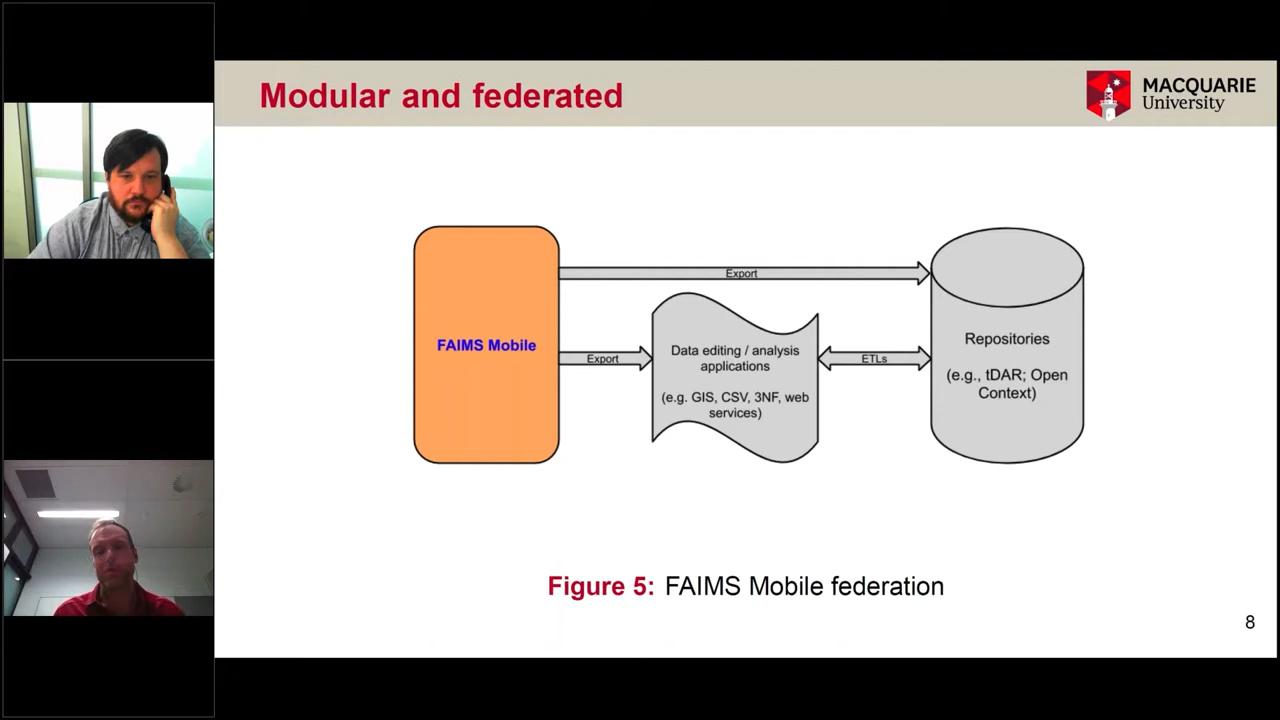 Modular and federated
MACQUARIE
University
FAIMS Mobile
Export
Export
Data editing / analysis
applications
(e.g. GIS, CSV, 3NF, web
services)
ETLs
Repositories
(e.g., tDAR; Open
Context)
Figure 5: FAIMS Mobile federation
8